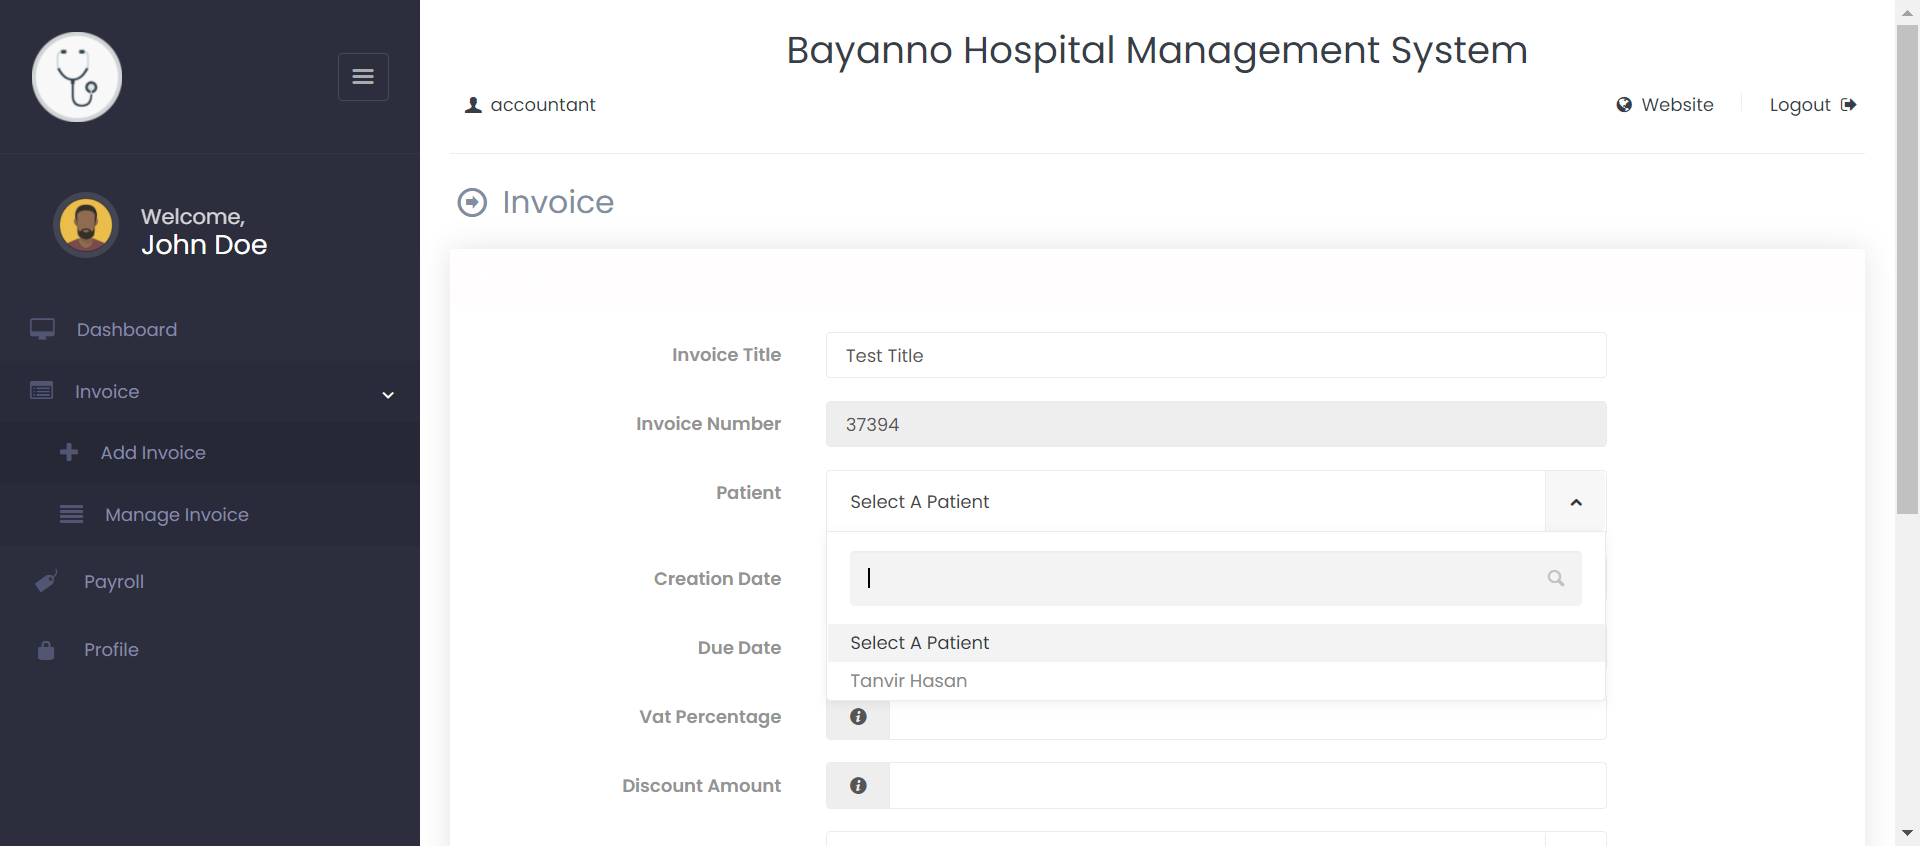 Bayanno Hospital Management System
accountant
Website
Logout
Welcome,
John Doe
Dashboard
Invoice
Add Invoice
Manage Invoice
Payroll
Profile
Invoice
Invoice Title
Test Title
Invoice Number
37394
Patient
Select A Patient
Creation Date
Select A Patient
Due Date
Tanvir Hasan
Vat Percentage
Discount Amount